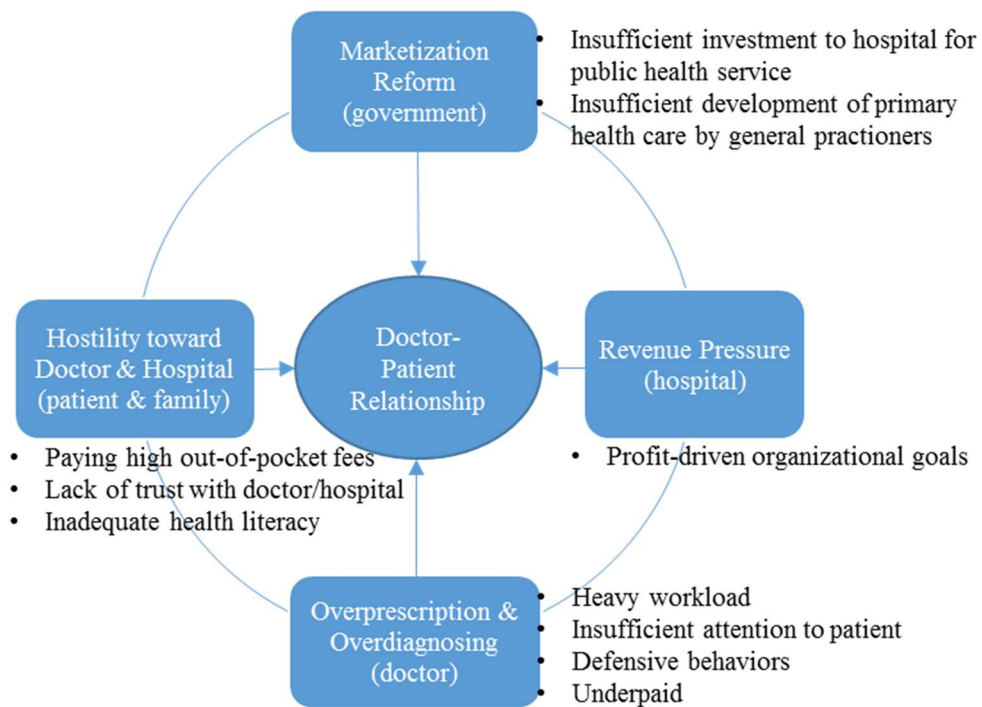 Marketization
Reform
(government)
• Insufficient investment to hospital for
public health service
• Insufficient development of primary
health care by general practioners
Hostility toward
Doctor & Hospital
(patient & family)
• Paying high out-of-pocket fees
• Lack of trust with doctor/hospital
• Inadequate health literacy
Doctor-
Patient
Relationship
Revenue Pressure
(hospital)
• Profit-driven organizational goals
Overprescription &
Overdiagnosing
(doctor)
• Heavy workload
• Insufficient attention to patient
• Defensive behaviors
• Underpaid